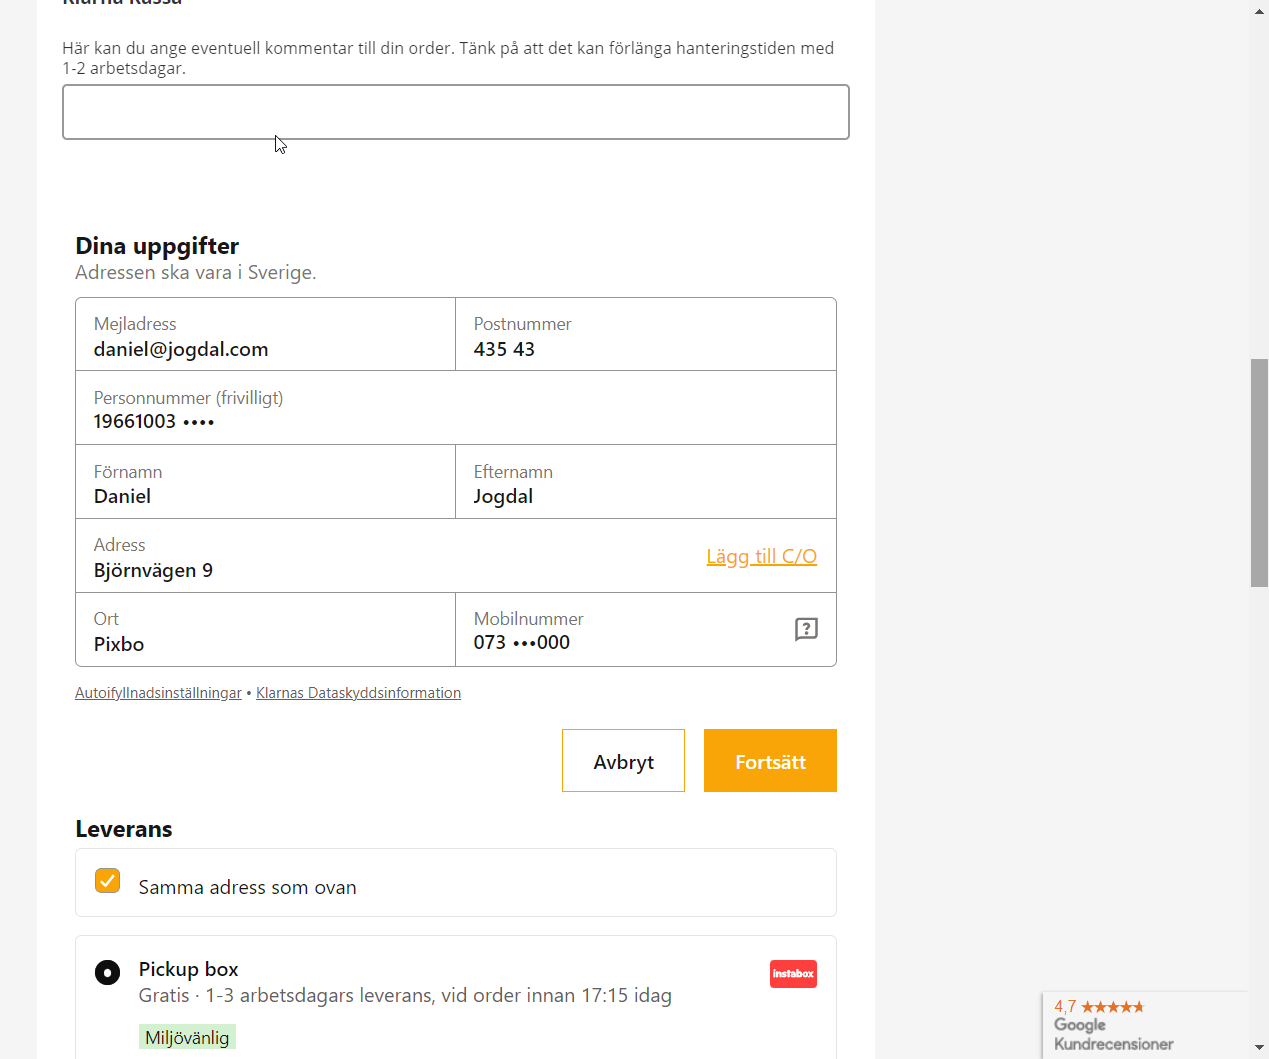 Klarna Kassa
Här kan du ange eventuell kommentar till din order. Tänk på att det kan förlänga hanteringstiden med
1-2 arbetsdagar.
Dina uppgifter
Adressen ska vara i Sverige.
Mejladress
daniel@jogdal.com
Postnummer
435 43
Personnummer (frivilligt)
19661003 ••••
Förnamn
Daniel
Efternamn
Jogdal
Adress
Björnvägen 9
Lägg till C/O
Ort
Pixbo
Mobilnummer
073 •••000
Autoifyllnadsinställningar • Klarnas Dataskyddsinformation
Avbryt
Fortsätt
Leverans
Samma adress som ovan
Pickup box
instabox
Gratis · 1-3 arbetsdagars leverans, vid order innan 17:15 idag
Miljövänlig
4,7
Google
Kundrecensioner